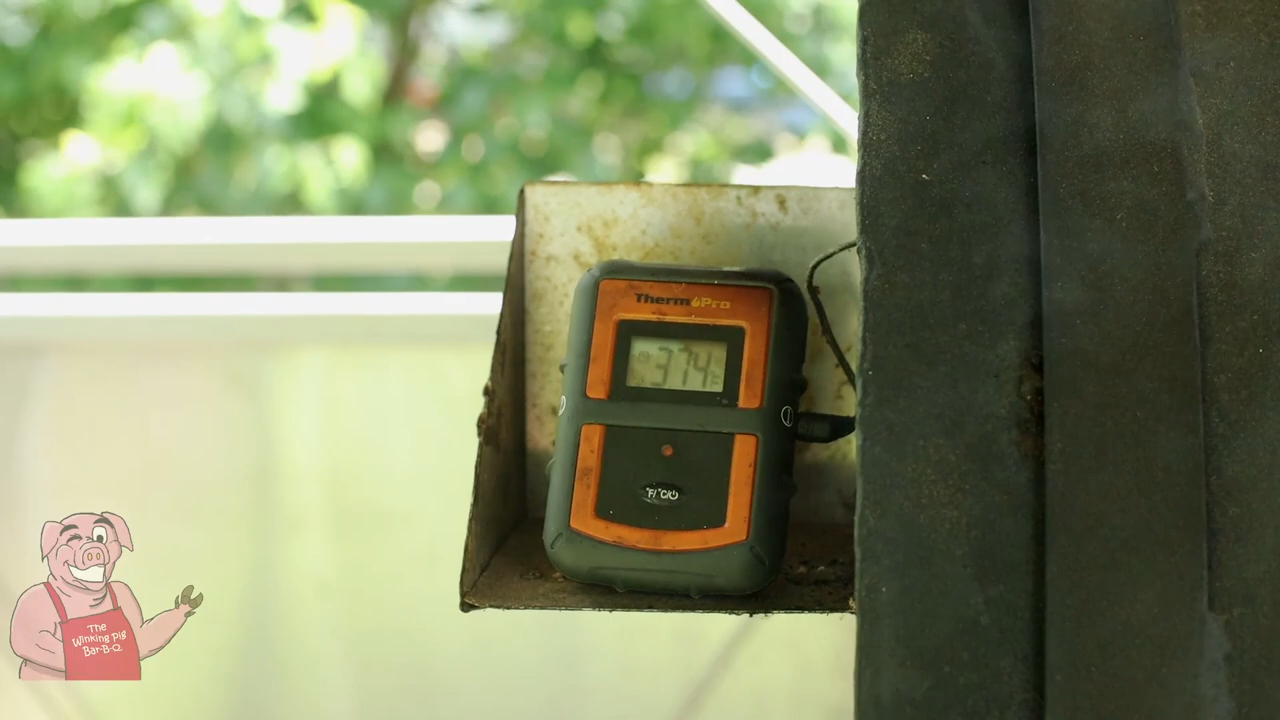 ThermoPro
374
°F/°C/⏻
The
Winking Pig
Bar-B-Q